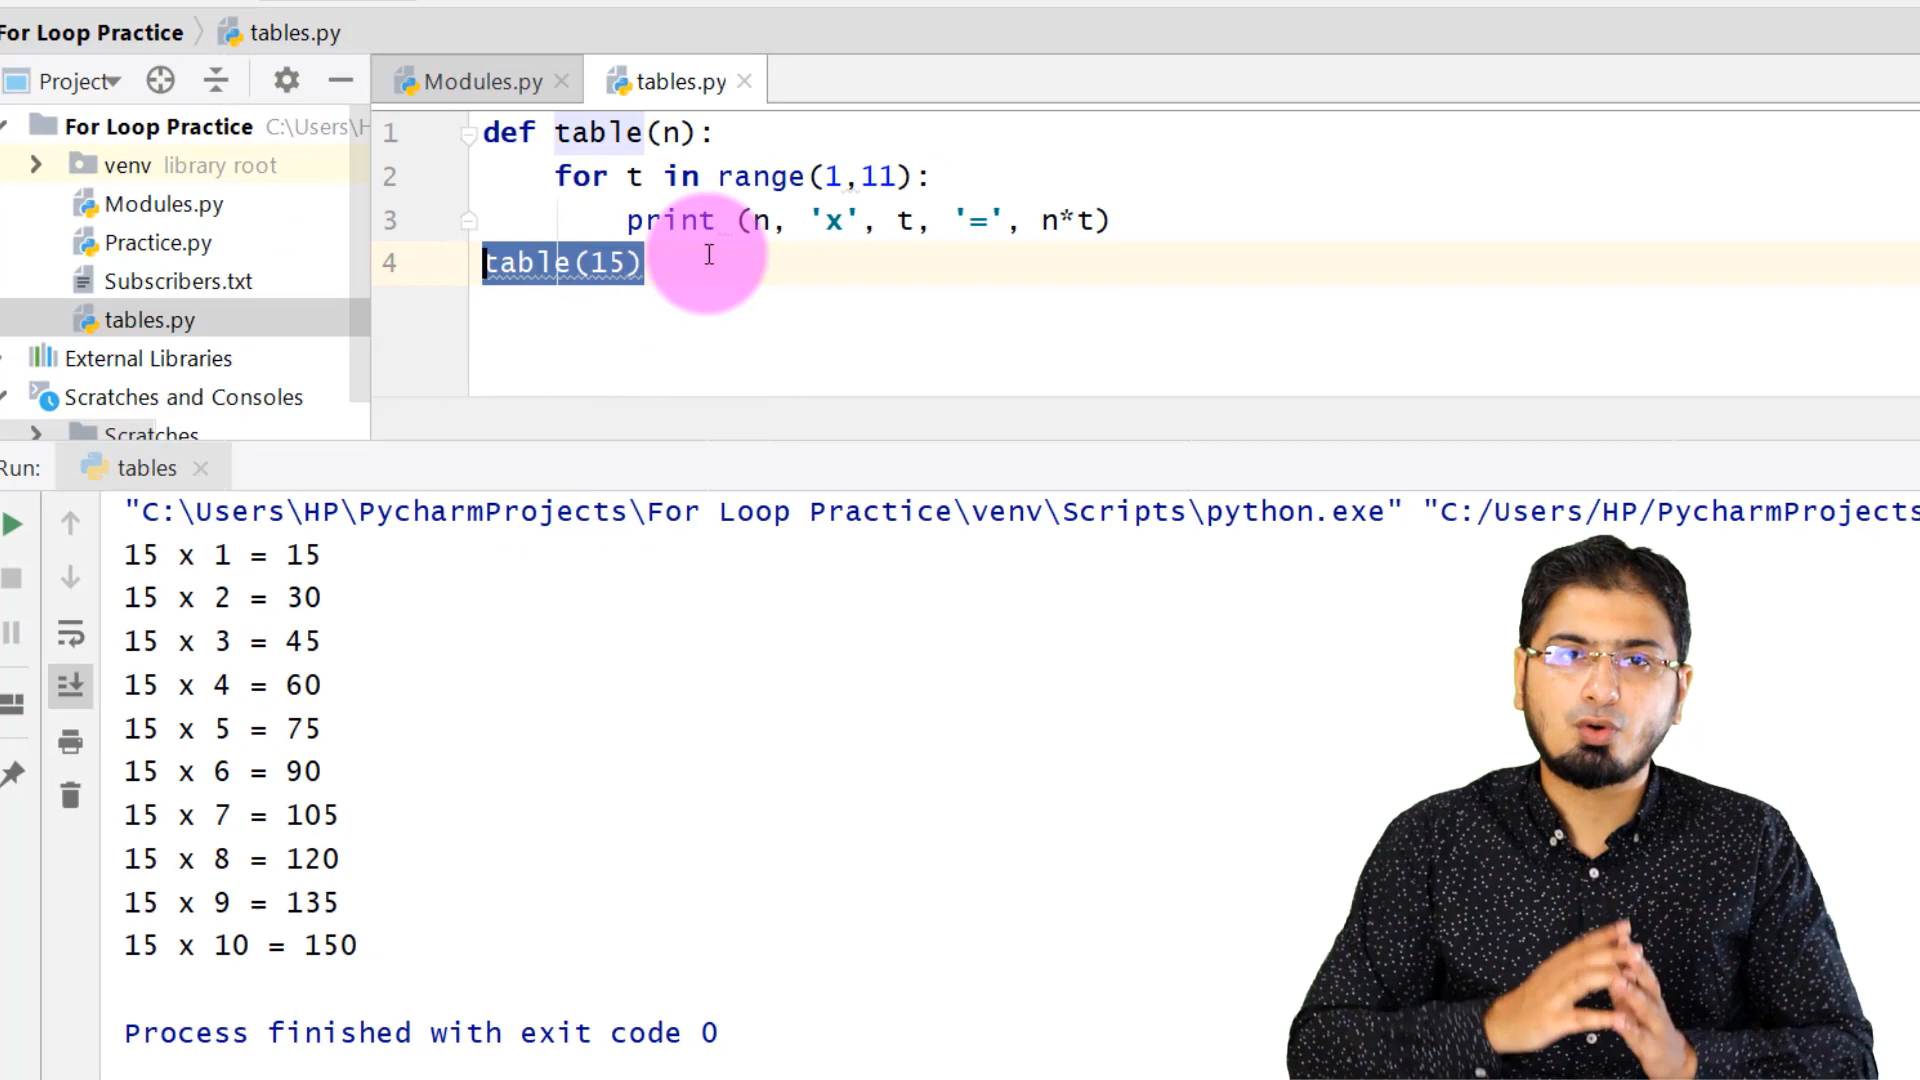 For Loop Practice tables.py
Project
Modules.py
tables.py
For Loop Practice C:\Users\H
venv library root
Modules.py
Practice.py
Subscribers.txt
tables.py
External Libraries
Scratches and Consoles
Scratches
1 def table(n):
2 for t in range(1,11):
3 print (n, 'x', t, '=', n*t)
4 table(15)
Run: tables
"C:\Users\HP\PycharmProjects\For Loop Practice\venv\Scripts\python.exe" "C:/Users/HP/PycharmProjects
15 x 1 = 15
15 x 2 = 30
15 x 3 = 45
15 x 4 = 60
15 x 5 = 75
15 x 6 = 90
15 x 7 = 105
15 x 8 = 120
15 x 9 = 135
15 x 10 = 150
Process finished with exit code 0